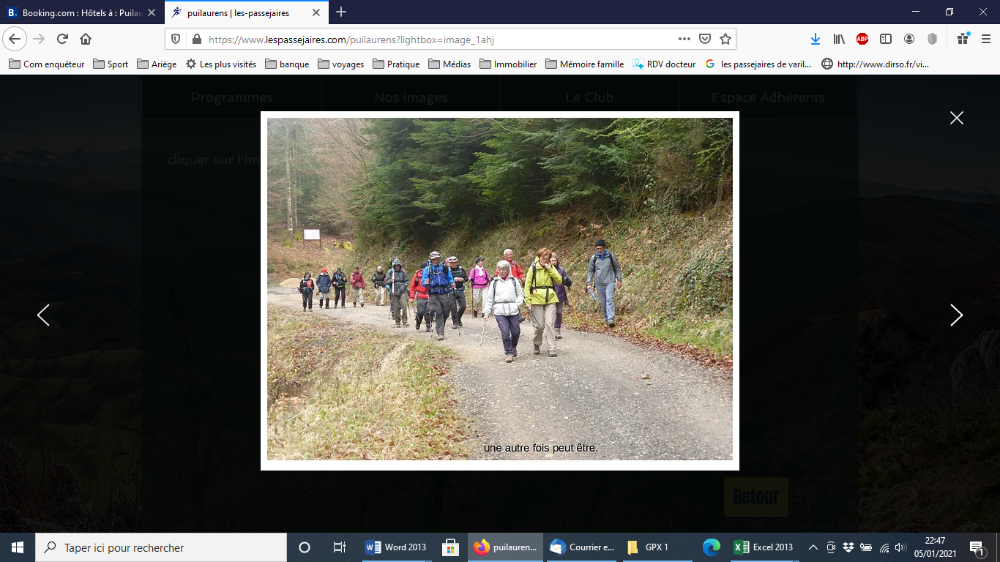 Booking.com : Hôtels à : Puilau
puilaurens | les-passejaires
https://www.lespassejaires.com/puilaurens?lightbox=image_1ahj
ABP
Com enquêteur
Sport
Ariège
Les plus visités
banque
voyages
Pratique
Médias
Immobilier
Mémoire famille
RDV docteur
les passejaires de varil...
http://www.dirso.fr/vi...
Programmes
Nos images
Le Club
Espace Adhérents
cliquer sur l'im
une autre fois peut être.
Retour
Taper ici pour rechercher
Word 2013
puilauren...
Courrier e...
GPX 1
Excel 2013
22:47
05/01/2021
1